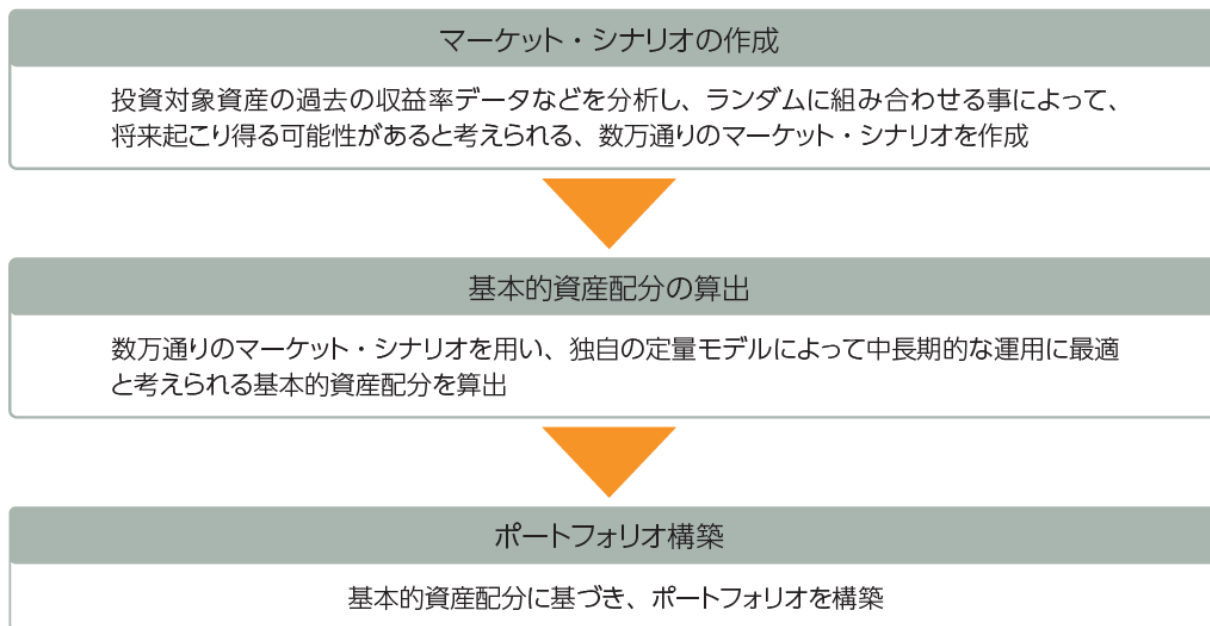 マーケット・シナリオの作成
投資対象資産の過去の収益率データなどを分析し、ランダムに組み合わせる事によって、
将来起こり得る可能性があると考えられる、数万通りのマーケット・シナリオを作成
基本的資産配分の算出
数万通りのマーケット・シナリオを用い、独自の定量モデルによって中長期的な運用に最適
と考えられる基本的資産配分を算出
ポートフォリオ構築
基本的資産配分に基づき、ポートフォリオを構築